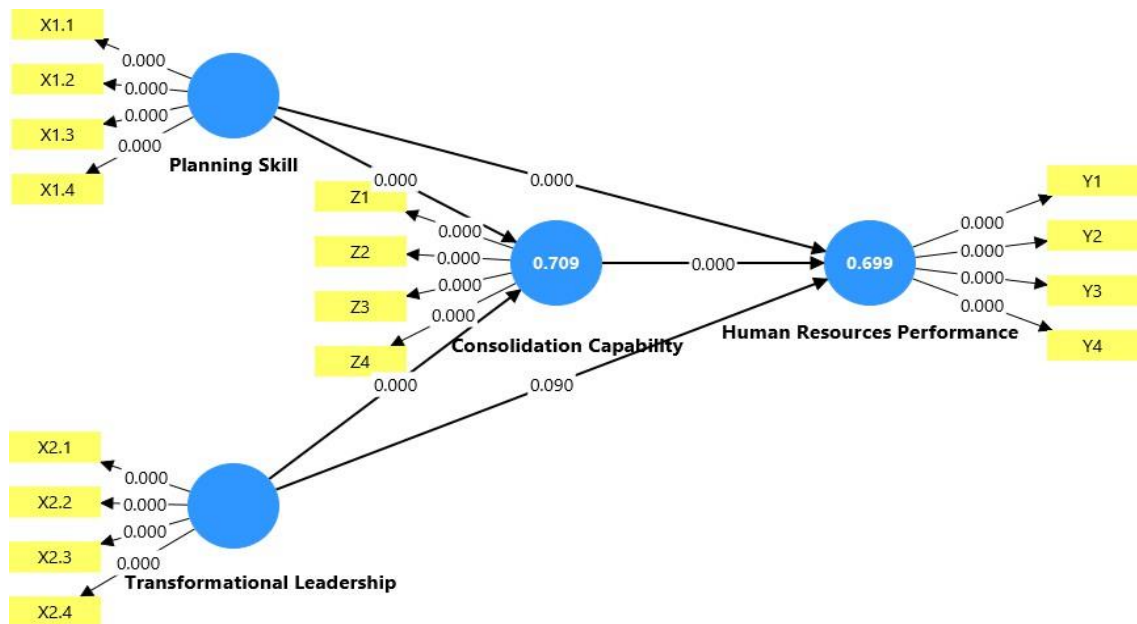 X1.1
0.000
X1.2
0.000
X1.3
0.000
X1.4
0.000
Planning Skill
0.000
0.000
Z1
0.000
Z2
0.000
Z3
0.000
Z4
0.000
0.709
Consolidation Capability
0.000
0.699
Human Resources Performance
Y1
0.000
Y2
0.000
Y3
0.000
Y4
0.000
0.000
0.090
X2.1
0.000
X2.2
0.000
X2.3
0.000
X2.4
0.000
Transformational Leadership